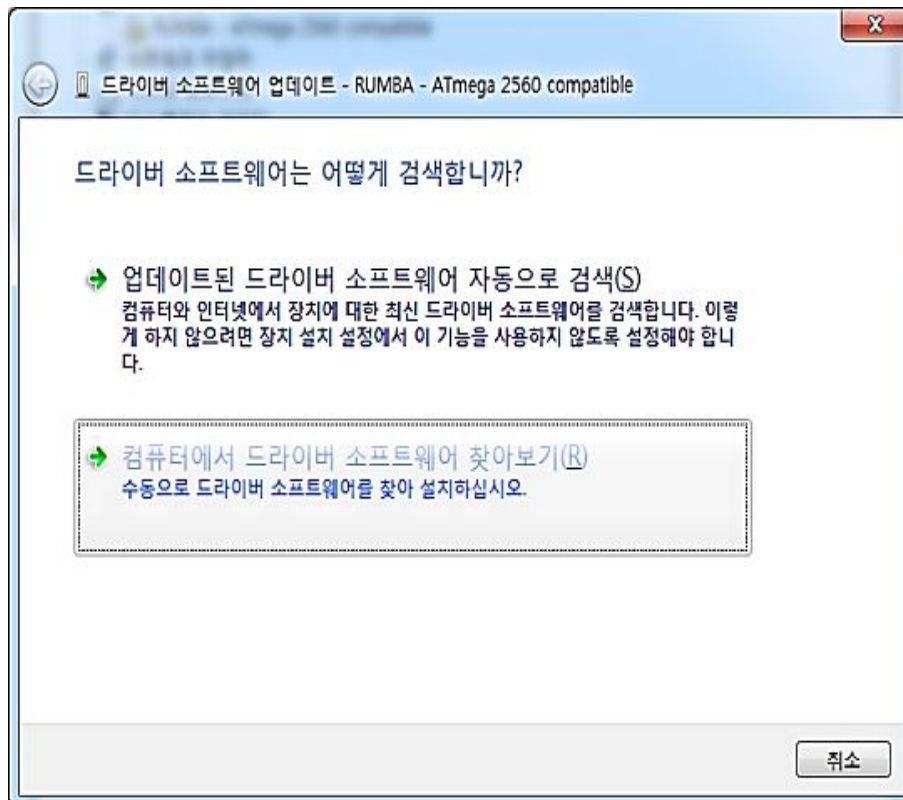 드라이버 소프트웨어 업데이트 - RUMBA - ATmega 2560 compatible
드라이버 소프트웨어는 어떻게 검색합니까?
업데이트된 드라이버 소프트웨어 자동으로 검색(S)
컴퓨터와 인터넷에서 장치에 대한 최신 드라이버 소프트웨어를 검색합니다. 이렇
게 하지 않으려면 장치 설치 설정에서 이 기능을 사용하지 않도록 설정해야 합니
다.
컴퓨터에서 드라이버 소프트웨어 찾아보기(R)
수동으로 드라이버 소프트웨어를 찾아 설치하십시오.
취소